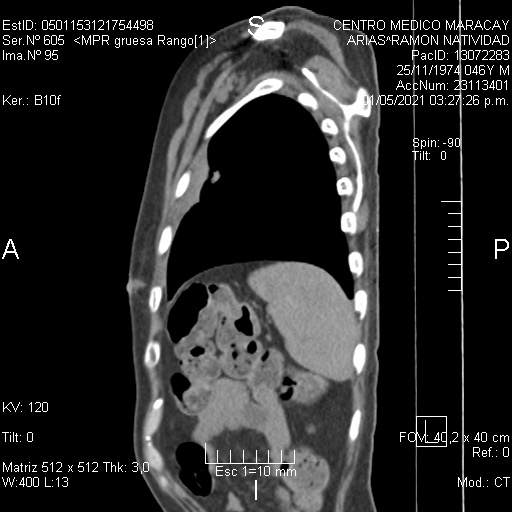 EstID: 0501153121754498
Ser.Nº 605 <MPR gruesa Rango[1]>
Ima.Nº 95
Ker.: B10f
S
CENTRO MEDICO MARACAY
ARIAS^RAMON NATIVIDAD
PacID: 13072283
25/11/1974 046Y M
AccNum: 23113401
01/05/2021 03:27:26 p.m.
Spin: -90
Tilt: 0
A
P
KV: 120
Tilt: 0
Matriz 512 x 512 Thk: 3,0
W:400 L:13
Esc 1=10 mm
I
FOM: 40,2 x 40 cm
Ref.: 0
Mod.: CT